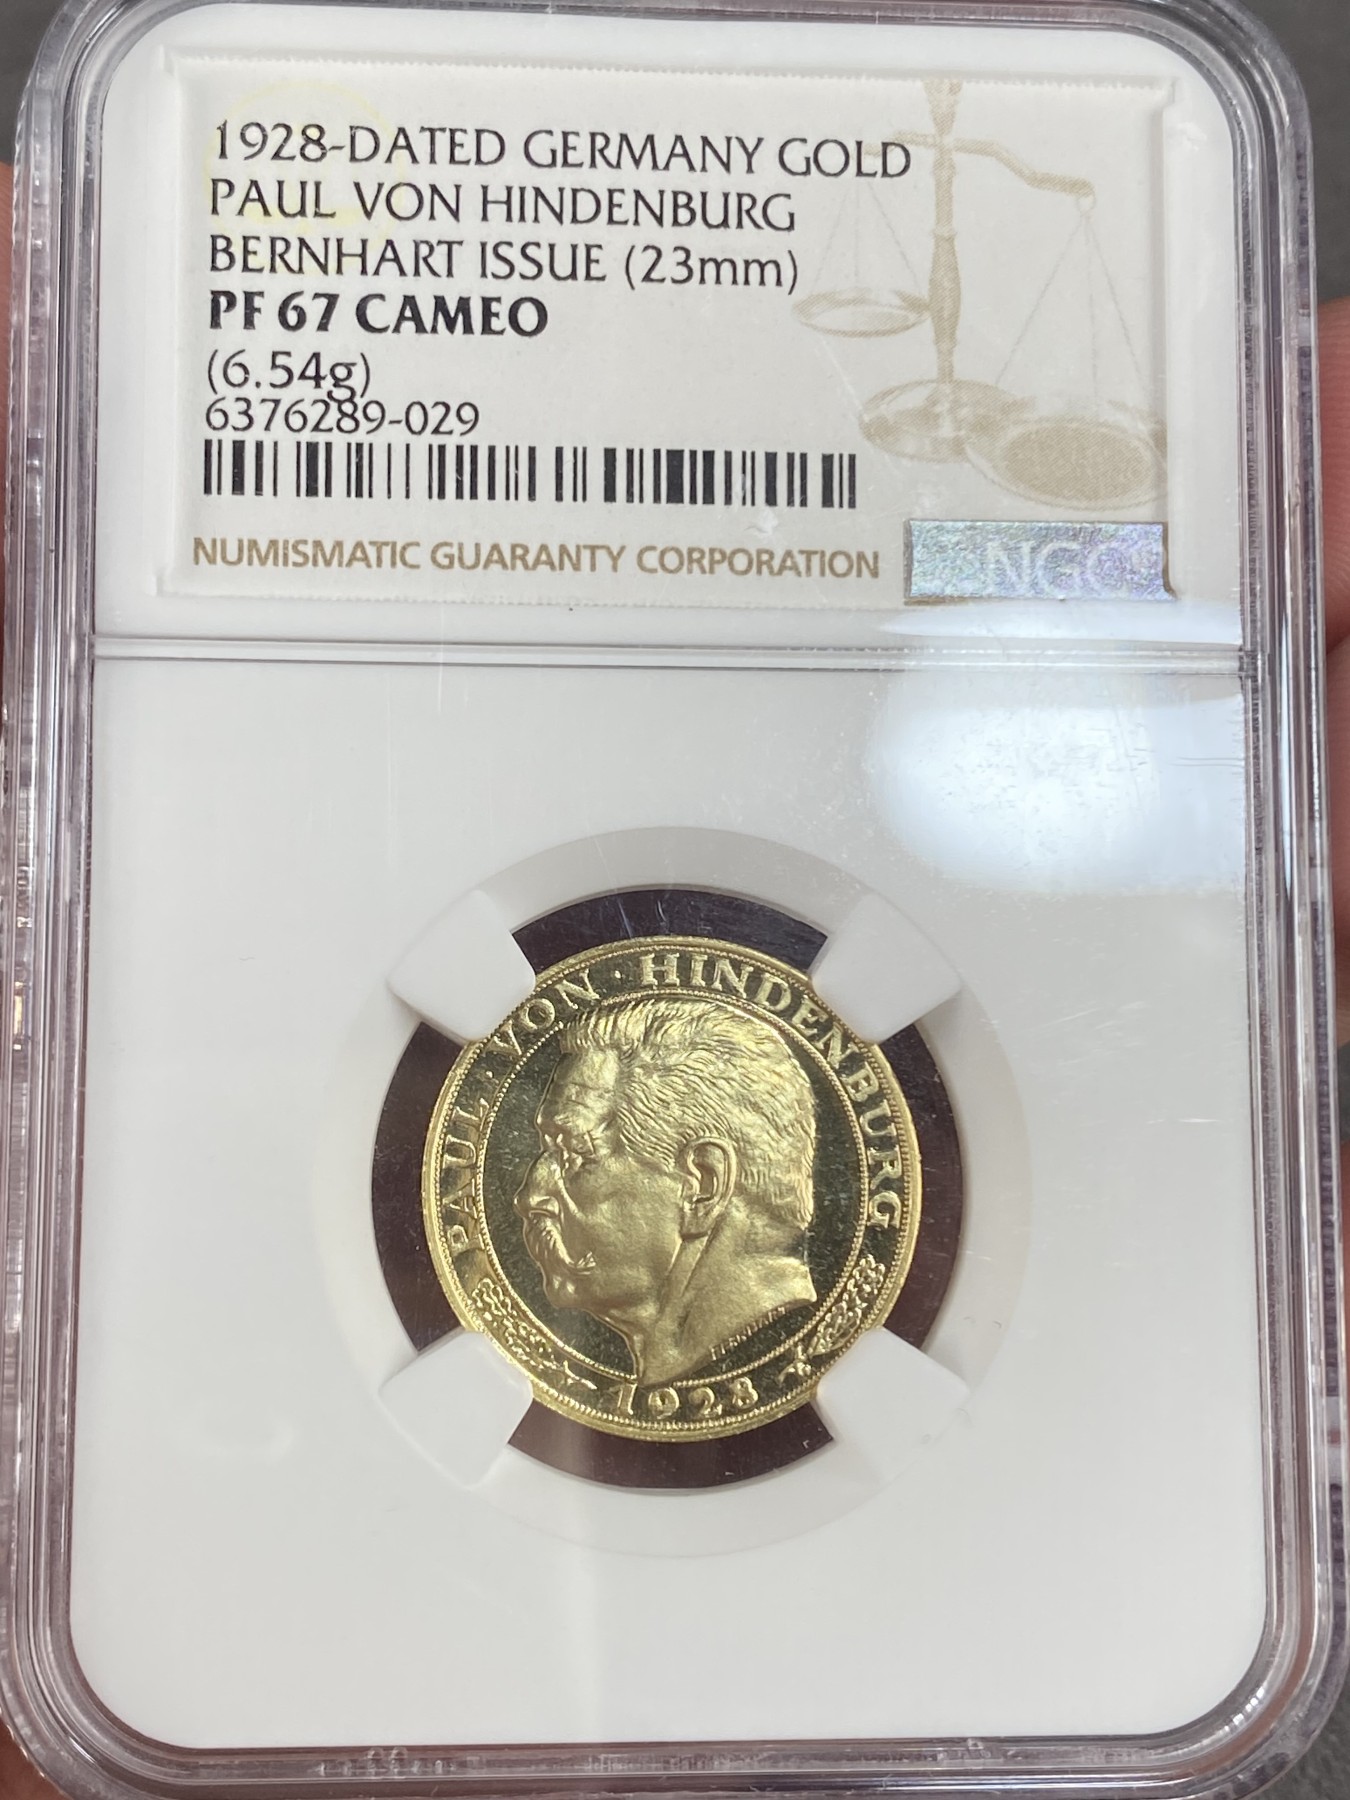 1928-DATED GERMANY GOLD
PAUL VON HINDENBURG
BERNHART ISSUE (23mm)
PF 67 CAMEO
(6.54g)
6376289-029
NUMISMATIC GUARANTY CORPORATION
NGC
PAUL · VON · HINDENBURG
1928